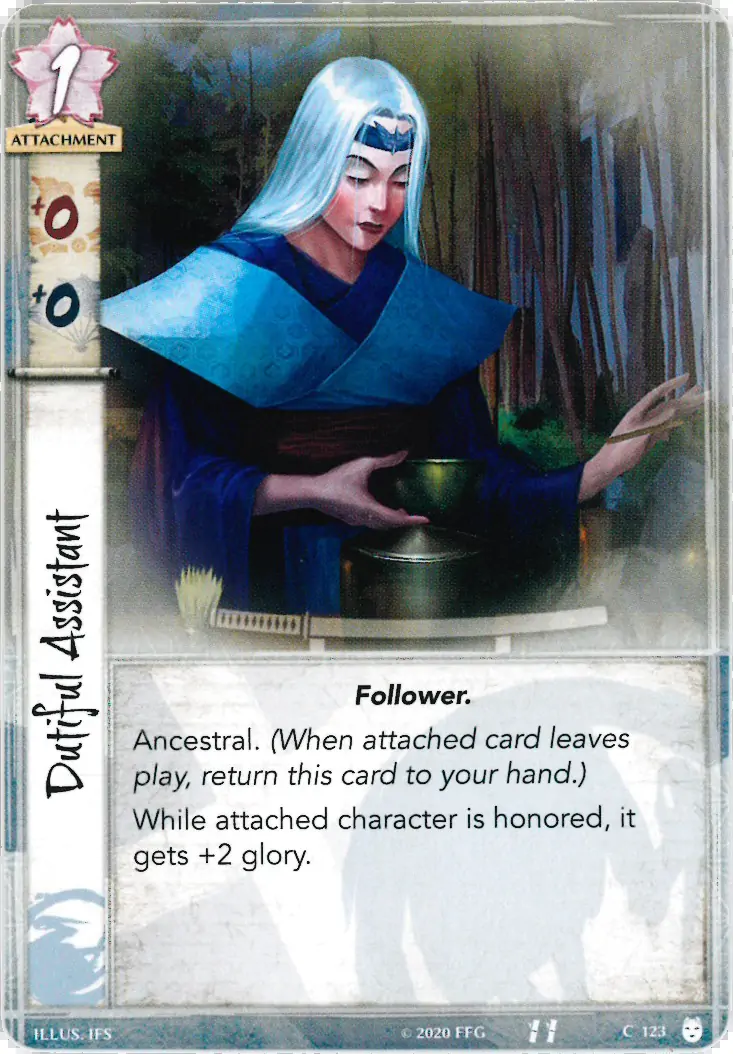 1
ATTACHMENT
+0
+0
Dutiful Assistant
Follower.
Ancestral. (When attached card leaves
play, return this card to your hand.)
While attached character is honored, it
gets +2 glory.
ILLUS. IFS
© 2020 FFG
C 123